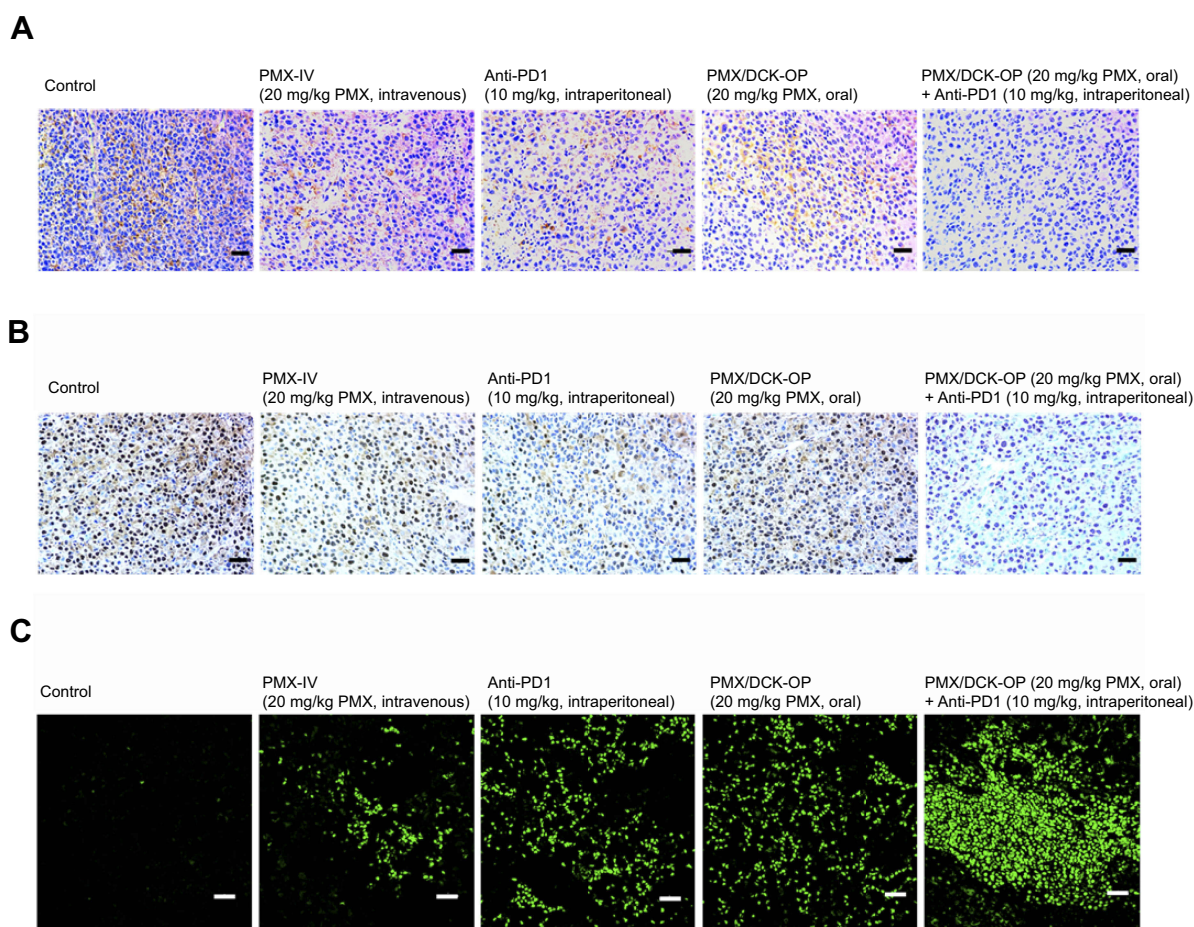 A
Control
PMX-IV
(20 mg/kg PMX, intravenous)
Anti-PD1
(10 mg/kg, intraperitoneal)
PMX/DCK-OP
(20 mg/kg PMX, oral)
PMX/DCK-OP (20 mg/kg PMX, oral)
+ Anti-PD1 (10 mg/kg, intraperitoneal)
B
Control
PMX-IV
(20 mg/kg PMX, intravenous)
Anti-PD1
(10 mg/kg, intraperitoneal)
PMX/DCK-OP
(20 mg/kg PMX, oral)
PMX/DCK-OP (20 mg/kg PMX, oral)
+ Anti-PD1 (10 mg/kg, intraperitoneal)
C
Control
PMX-IV
(20 mg/kg PMX, intravenous)
Anti-PD1
(10 mg/kg, intraperitoneal)
PMX/DCK-OP
(20 mg/kg PMX, oral)
PMX/DCK-OP (20 mg/kg PMX, oral)
+ Anti-PD1 (10 mg/kg, intraperitoneal)